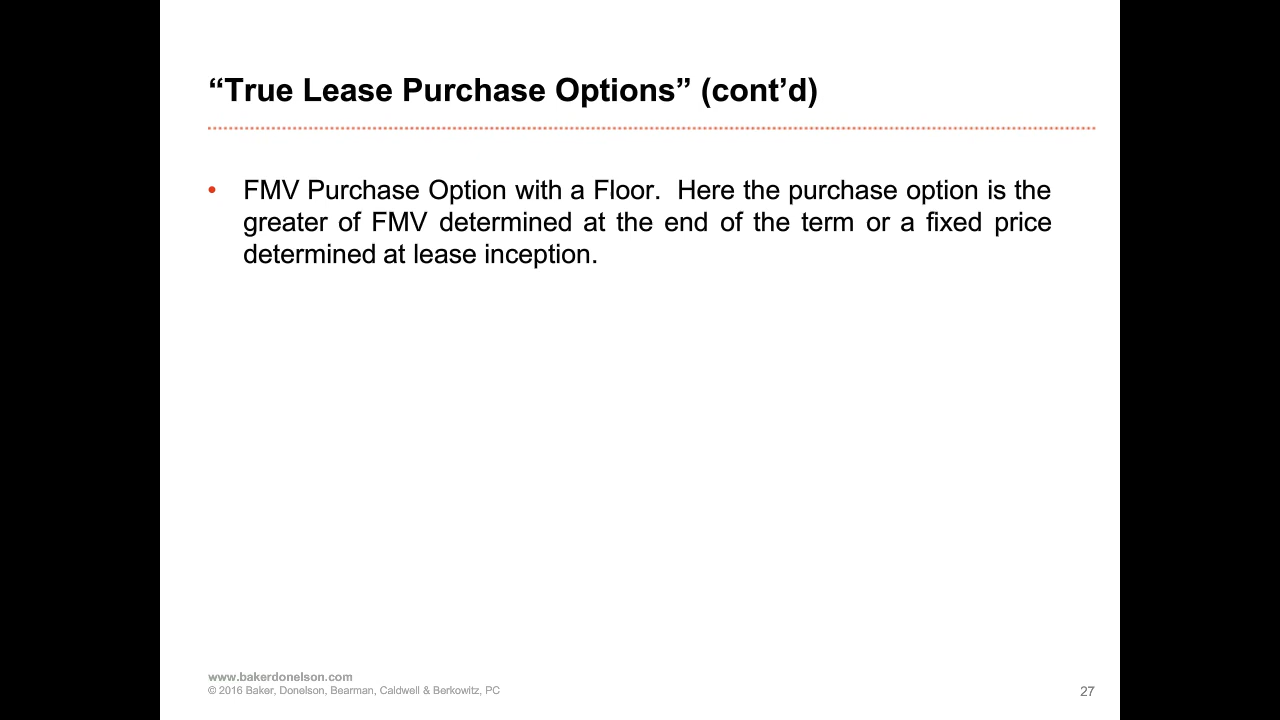 “True Lease Purchase Options” (cont’d)
• FMV Purchase Option with a Floor.  Here the purchase option is the
greater of FMV determined at the end of the term or a fixed price
determined at lease inception.
www.bakerdonelson.com
© 2016 Baker, Donelson, Bearman, Caldwell & Berkowitz, PC
27